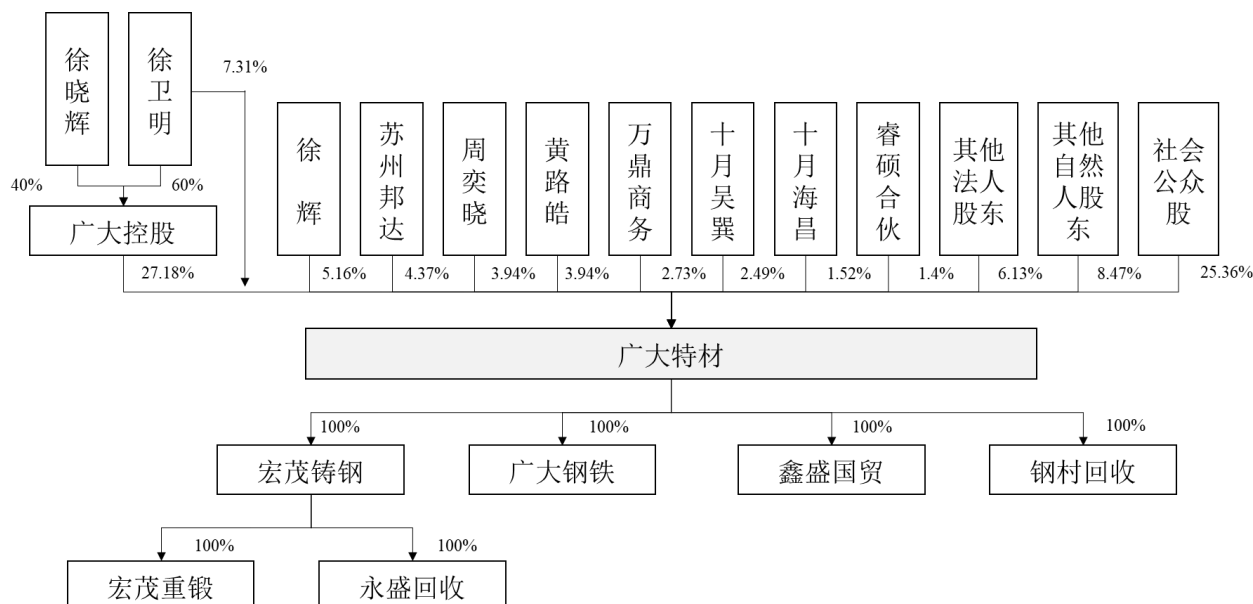 徐晓辉
徐卫明
7.31%
40%
60%
广大控股
27.18%
徐辉
5.16%
苏州邦达
4.37%
周奕晓
3.94%
黄路皓
3.94%
万鼎商务
2.73%
十月吴巽
2.49%
十月海昌
1.52%
睿硕合伙
1.4%
其他
法人
股东
6.13%
其他
自然
人股
东
8.47%
社会
公众
股
25.36%
广大特材
100%
100%
100%
100%
宏茂铸钢
广大钢铁
鑫盛国贸
钢村回收
100%
100%
宏茂重锻
永盛回收